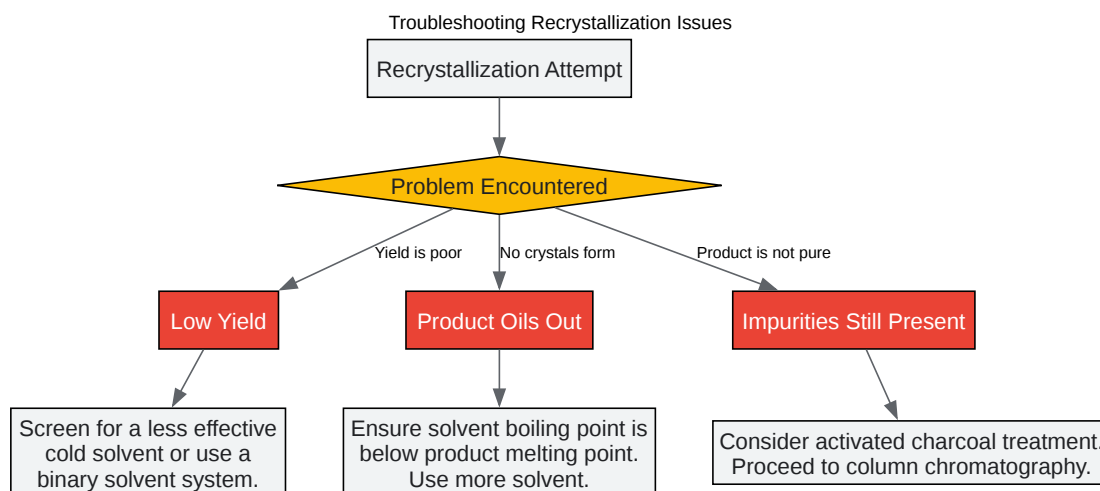 Troubleshooting Recrystallization Issues
Recrystallization Attempt
Problem Encountered
Yield is poor
No crystals form
Product is not pure
Low Yield
Product Oils Out
Impurities Still Present
Screen for a less effective
cold solvent or use a
binary solvent system.
Ensure solvent boiling point is
below product melting point.
Use more solvent.
Consider activated charcoal treatment.
Proceed to column chromatography.